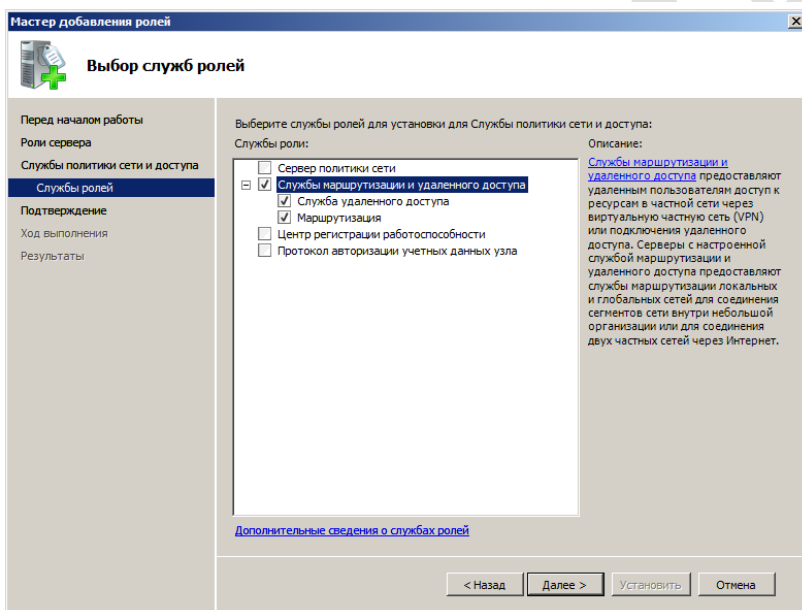 Мастер добавления ролей
Выбор служб ролей
Перед началом работы
Роли сервера
Службы политики сети и доступа
Службы ролей
Подтверждение
Ход выполнения
Результаты
Выберите службы ролей для установки для Службы политики сети и доступа:
Службы роли:
Сервер политики сети
Службы маршрутизации и удаленного доступа
Служба удаленного доступа
Маршрутизация
Центр регистрации работоспособности
Протокол авторизации учетных данных узла
Описание:
Службы маршрутизации и
удаленного доступа предоставляют
удаленным пользователям доступ к
ресурсам в частной сети через
виртуальную частную сеть (VPN)
или подключения удаленного
доступа. Серверы с настроенной
службой маршрутизации и
удаленного доступа предоставляют
службы маршрутизации локальных
и глобальных сетей для соединения
сегментов сети внутри небольшой
организации или для соединения
двух частных сетей через Интернет.
Дополнительные сведения о службах ролей
< Назад
Далее >
Установить
Отмена